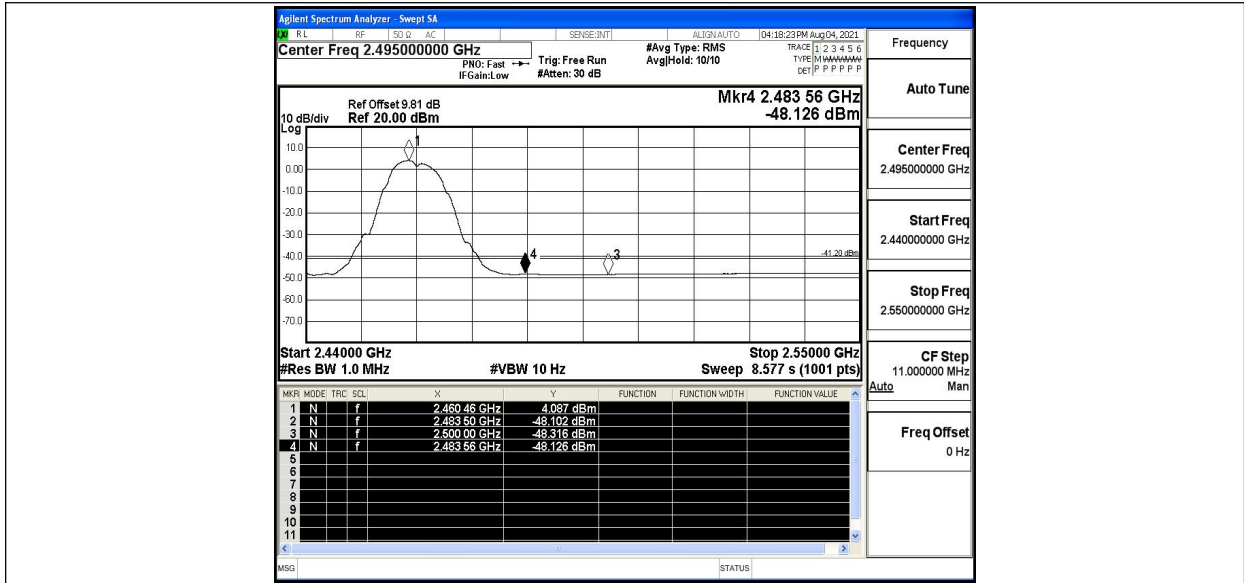 Agilent Spectrum Analyzer - Swept SA
LXI RL RF 50 Ω AC SENSE:INT ALIGN AUTO 04:18:23 PM Aug 04, 2021
Center Freq 2.495000000 GHz
PNO: Fast
IFGain:Low
Trig: Free Run
#Atten: 30 dB
#Avg Type: RMS
Avg|Hold: 10/10
TRACE 1 2 3 4 5 6
TYPE M W W W W W
DET P P P P P P
Mkr4 2.483 56 GHz
-48.126 dBm
Ref Offset 9.81 dB
10 dB/div Ref 20.00 dBm
Log
10.0
0.00
-10.0
-20.0
-30.0
-40.0
-50.0
-60.0
-70.0
1
4
3
-41.20 dBm
Start 2.44000 GHz Stop 2.55000 GHz
#Res BW 1.0 MHz #VBW 10 Hz Sweep 8.577 s (1001 pts)
MKR MODE TRC SCL X Y FUNCTION FUNCTION WIDTH FUNCTION VALUE
1 N f 2.460 46 GHz 4.087 dBm
2 N f 2.483 50 GHz -48.102 dBm
3 N f 2.500 00 GHz -48.316 dBm
4 N f 2.483 56 GHz -48.126 dBm
5
6
7
8
9
10
11
MSG STATUS
Frequency
Auto Tune
Center Freq
2.495000000 GHz
Start Freq
2.440000000 GHz
Stop Freq
2.550000000 GHz
CF Step
11.000000 MHz
Auto Man
Freq Offset
0 Hz